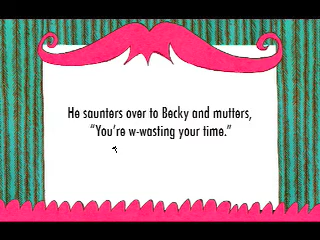 He saunters over to Becky and mutters,
“You’re w-wasting your time.”